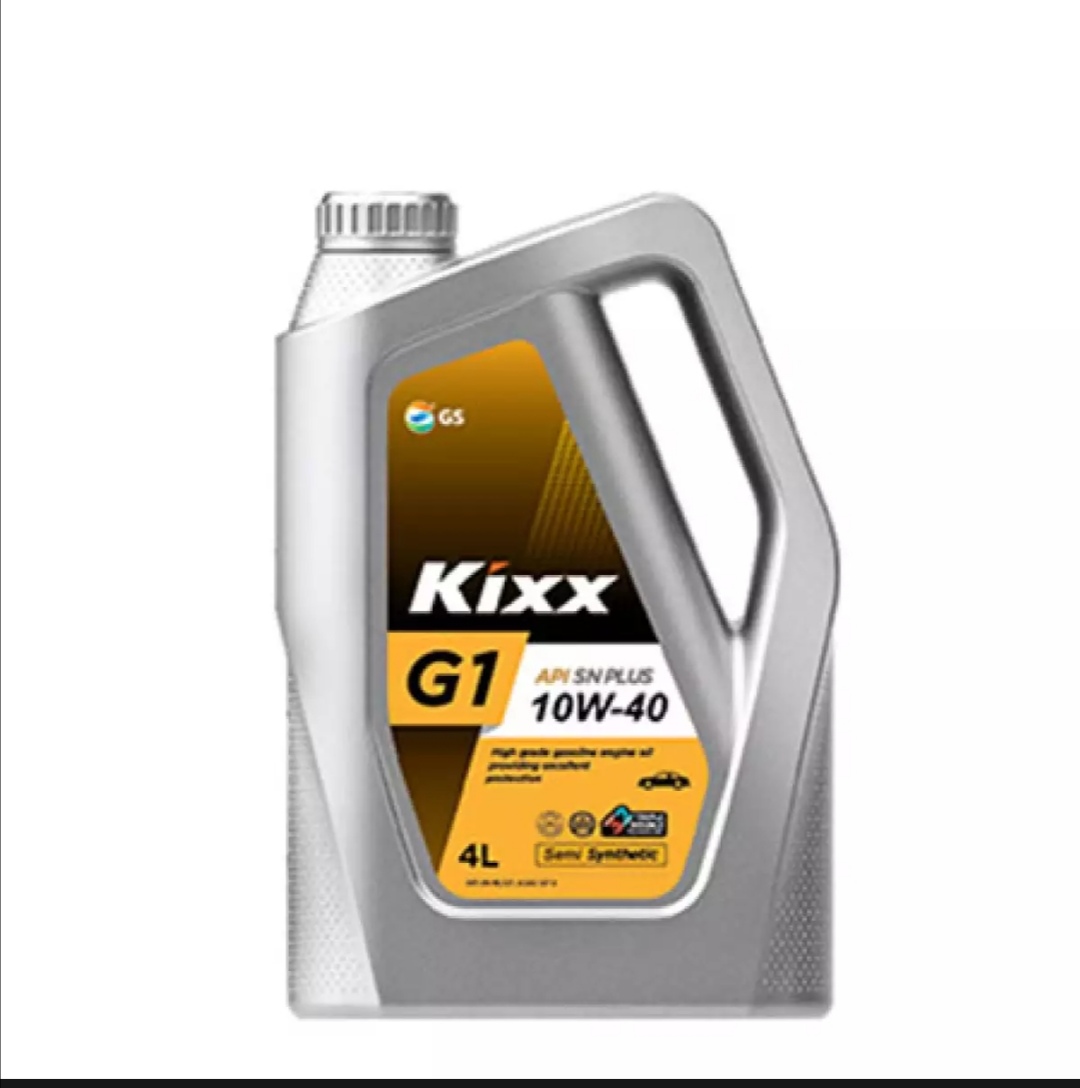 GS
Kixx
G1
API SN PLUS
10W-40
High grade gasoline engine oil
providing excellent
protection
4L
Semi Synthetic